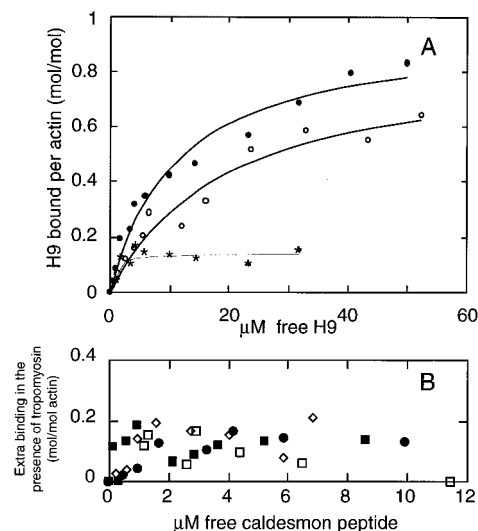 A
H9 bound per actin (mol/mol)
1
0.8
0.6
0.4
0.2
0
0 20 40 60
μM free H9
B
Extra binding in the
presence of tropomyosin
(mol/mol actin)
0.4
0.2
0
0 2 4 6 8 10 12
μM free caldesmon peptide